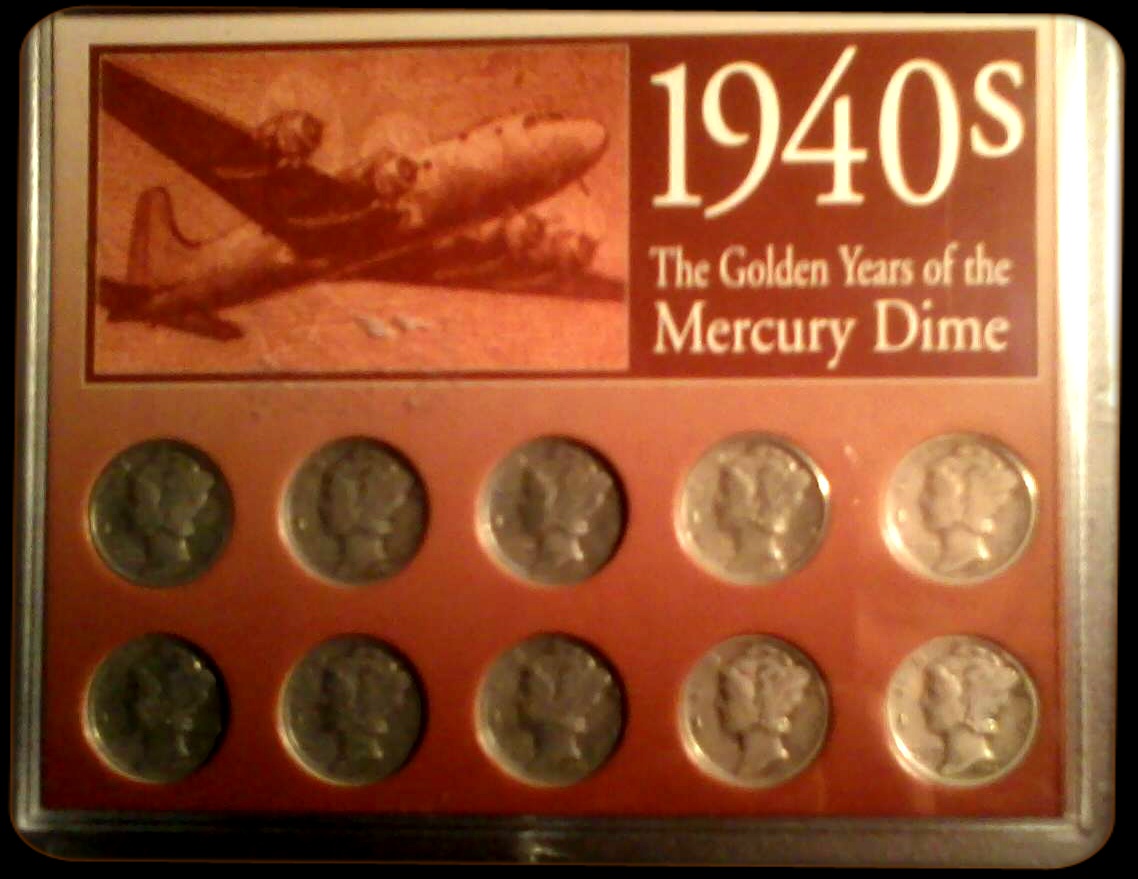 1940s
The Golden Years of the
Mercury Dime